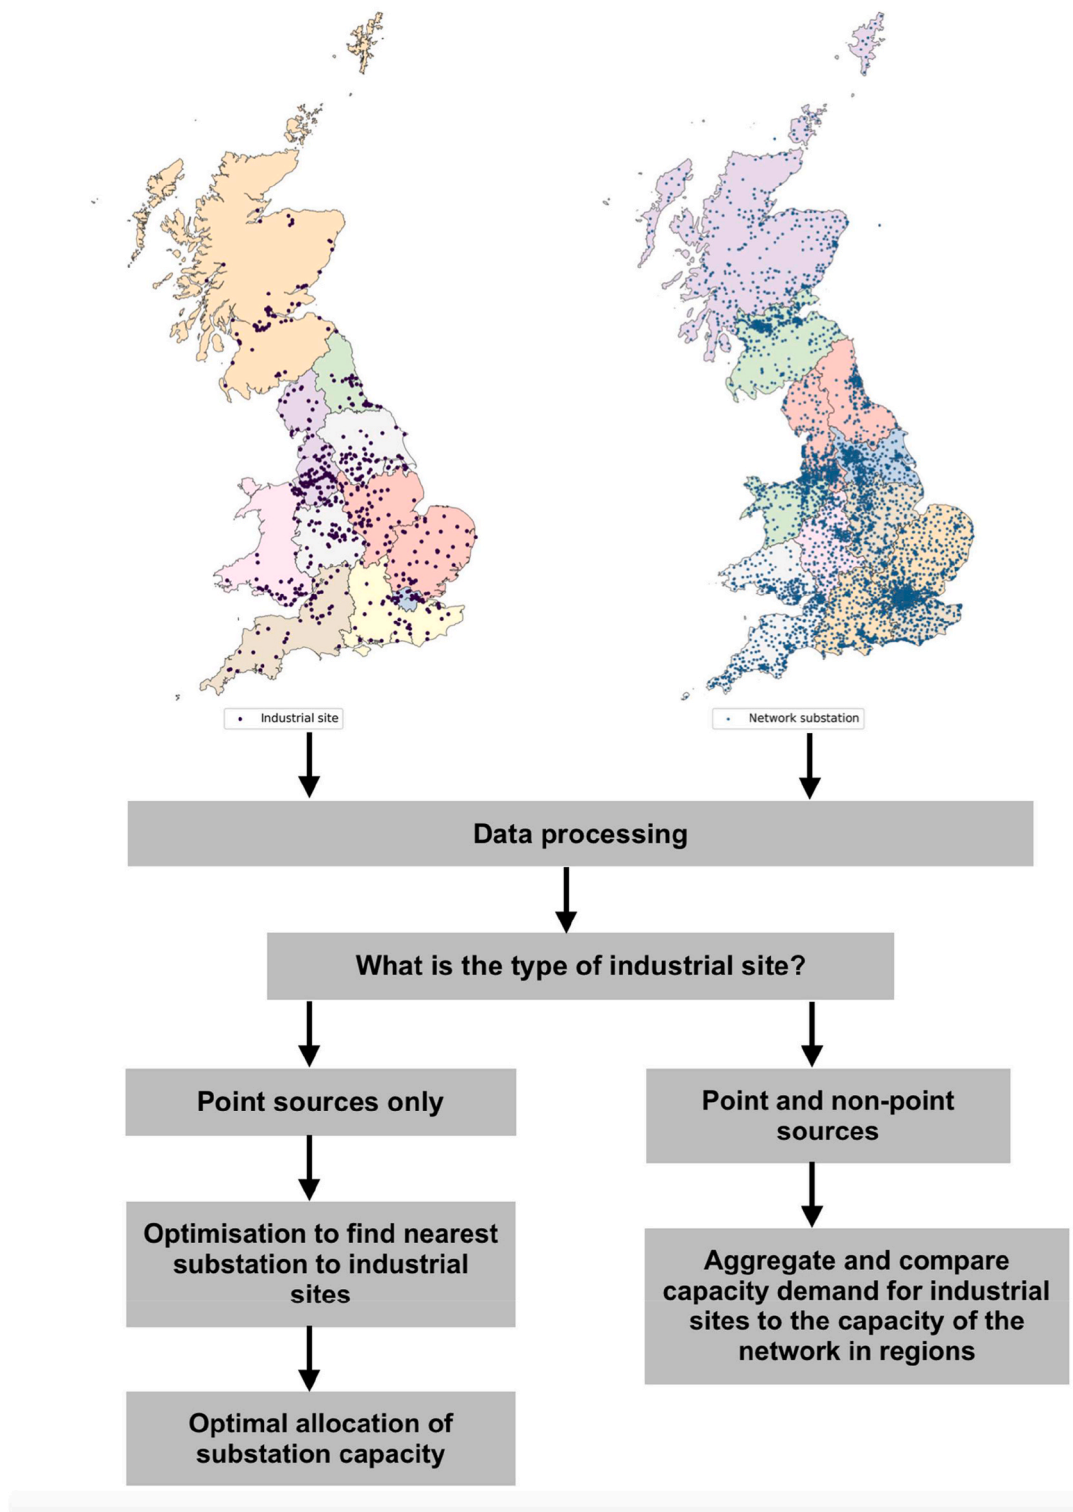 Industrial site
Network substation
Data processing
What is the type of industrial site?
Point sources only
Point and non-point
sources
Optimisation to find nearest
substation to industrial
sites
Aggregate and compare
capacity demand for industrial
sites to the capacity of the
network in regions
Optimal allocation of
substation capacity